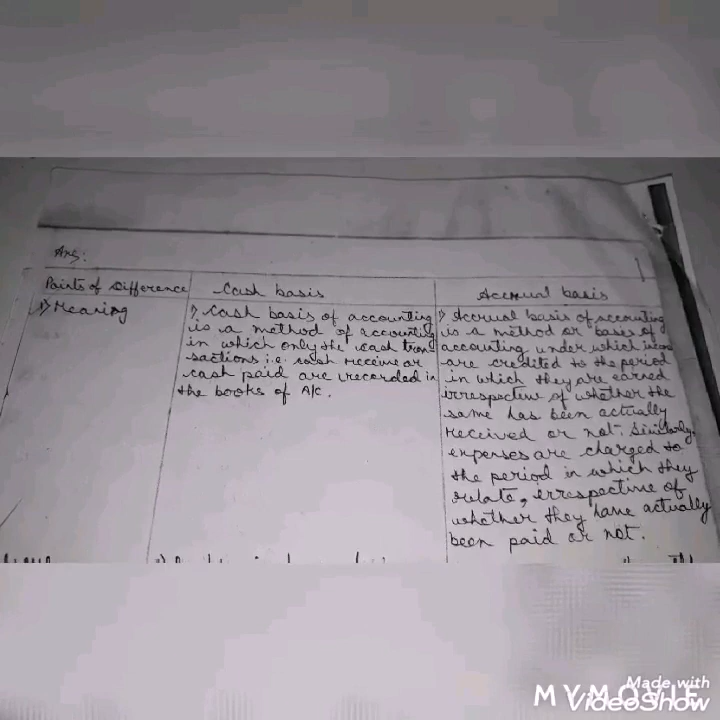 Ans:
Points of Difference Cash basis Accrual basis
1) Meaning
1) Cash basis of accounting
is a method of accounting
in which only the cash tran
sactions i.e. cash receive or
cash paid are recorded in
the books of A/c.
1) Accrual basis of accounting
is a method or basis of
accounting under which incom
are credited to the period
in which they are earned
irrespective of whether the
same has been actually
received or not. Similarly,
expenses are charged to
the period in which they
relate, irrespective of
whether they have actually
been paid or not.
Made with
MYMOVIE
VideoShow